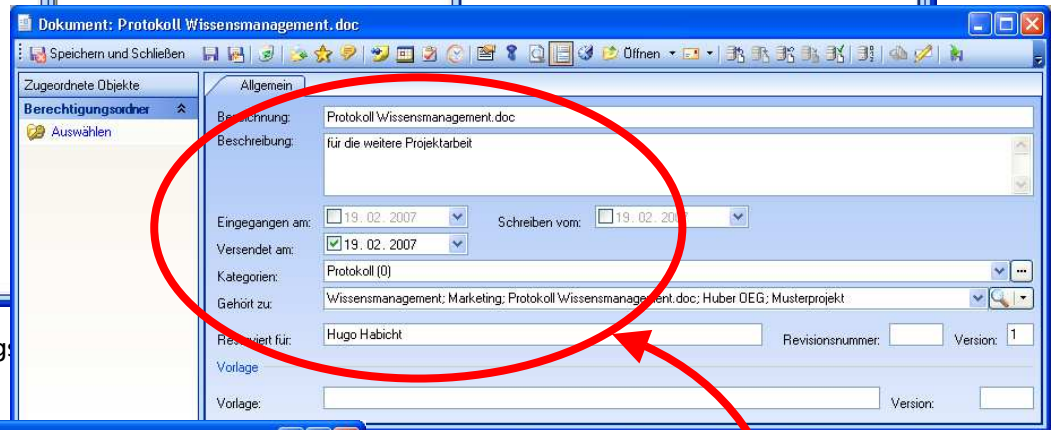 Dokument: Protokoll Wissensmanagement.doc
Speichern und Schließen Öffnen
Zugeordnete Objekte
Berechtigungsordner
Auswählen
Allgemein
Bezeichnung: Protokoll Wissensmanagement.doc
Beschreibung: für die weitere Projektarbeit
Eingegangen am: 19. 02. 2007 Schreiben vom: 19. 02. 2007
Versendet am: 19. 02. 2007
Kategorien: Protokoll (0)
Gehört zu: Wissensmanagement; Marketing; Protokoll Wissensmanagement.doc; Huber OEG; Musterprojekt
Reserviert für: Hugo Habicht Revisionsnummer: Version: 1
Vorlage
Vorlage: Version: